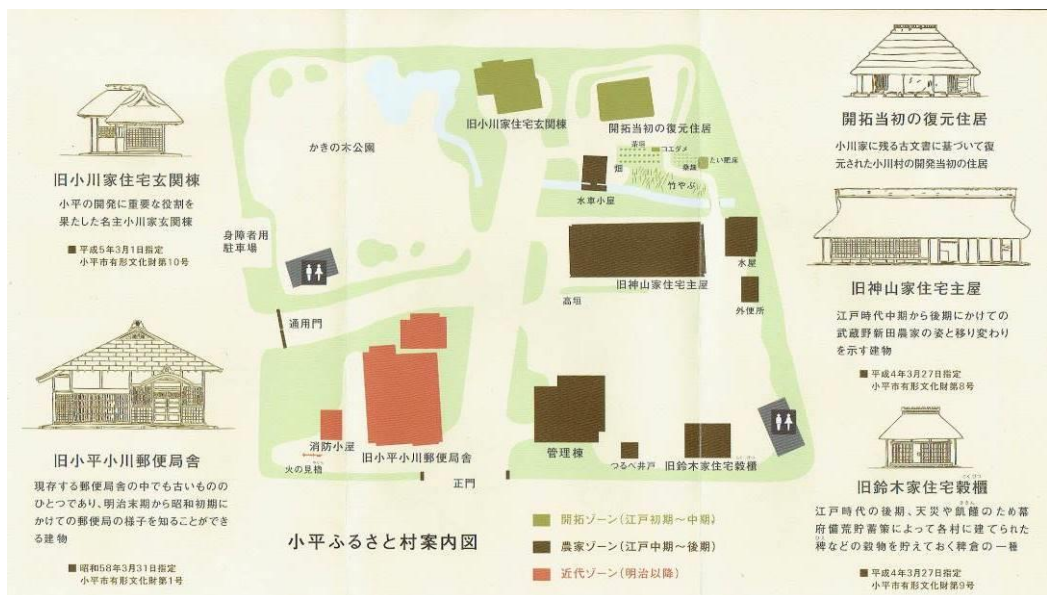 旧小川家住宅玄関棟
小平の開発に重要な役割を
果たした名主小川家玄関棟
■平成5年3月1日指定
小平市有形文化財第10号
旧小平小川郵便局舎
現存する郵便局舎の中でも古いものの
ひとつであり、明治末期から昭和初期に
かけての郵便局の様子を知ることができ
る建物
■昭和58年3月31日指定
小平市有形文化財第1号
かきの木公園
旧小川家住宅玄関棟
開拓当初の復元住居
茶垣
コエダメ
畑
たい肥床
竹やぶ
水車小屋
身障者用
駐車場
旧神山家住宅主屋
水屋
高垣
外便所
通用門
消防小屋
火の見櫓
旧小平小川郵便局舎
正門
管理棟
つるべ井戸
旧鈴木家住宅穀櫃
小平ふるさと村案内図
開拓ゾーン(江戸初期〜中期)
農家ゾーン(江戸中期〜後期)
近代ゾーン(明治以降)
開拓当初の復元住居
小川家に残る古文書に基づいて復
元された小川村の開発当初の住居
旧神山家住宅主屋
江戸時代中期から後期にかけての
武蔵野新田農家の姿と移り変わり
を示す建物
■平成4年3月27日指定
小平市有形文化財第8号
旧鈴木家住宅穀櫃
江戸時代の後期、天災や飢饉のため幕
府備荒貯蓄策によって各村に建てられた
稗などの穀物を貯えておく稗倉の一種
■平成4年3月27日指定
小平市有形文化財第9号